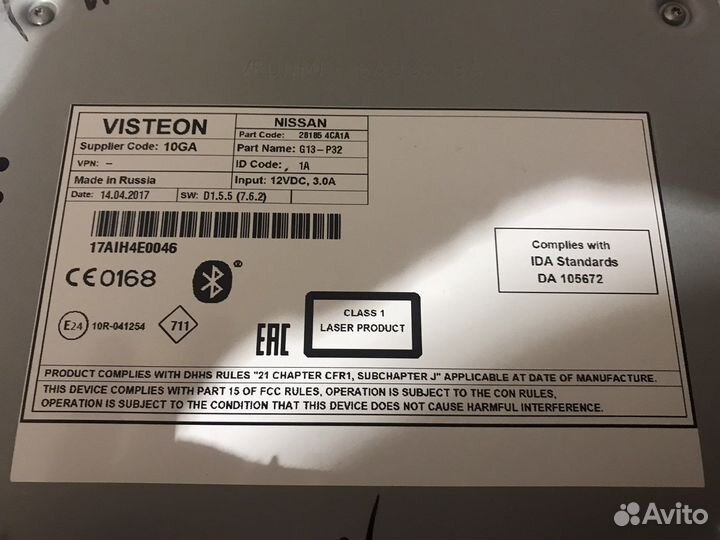 VISTEON
NISSAN
Part Code: 28185 4CA1A
Supplier Code: 10GA
Part Name: G13-P32
VPN: -
ID Code: , 1A
Made in Russia
Input: 12VDC, 3.0A
Date: 14.04.2017
SW: D1.5.5 (7.6.2)
17AIH4E0046
CE0168
®
Complies with
IDA Standards
DA 105672
E24
10R-041254
711
EAC
CLASS 1
LASER PRODUCT
PRODUCT COMPLIES WITH DHHS RULES "21 CHAPTER CFR1, SUBCHAPTER J" APPLICABLE AT DATE OF MANUFACTURE.
THIS DEVICE COMPLIES WITH PART 15 OF FCC RULES, OPERATION IS SUBJECT TO THE CON RULES,
OPERATION IS SUBJECT TO THE CONDITION THAT THIS DEVICE DOES NOT CAUSE HARMFUL INTERFERENCE.
Avito